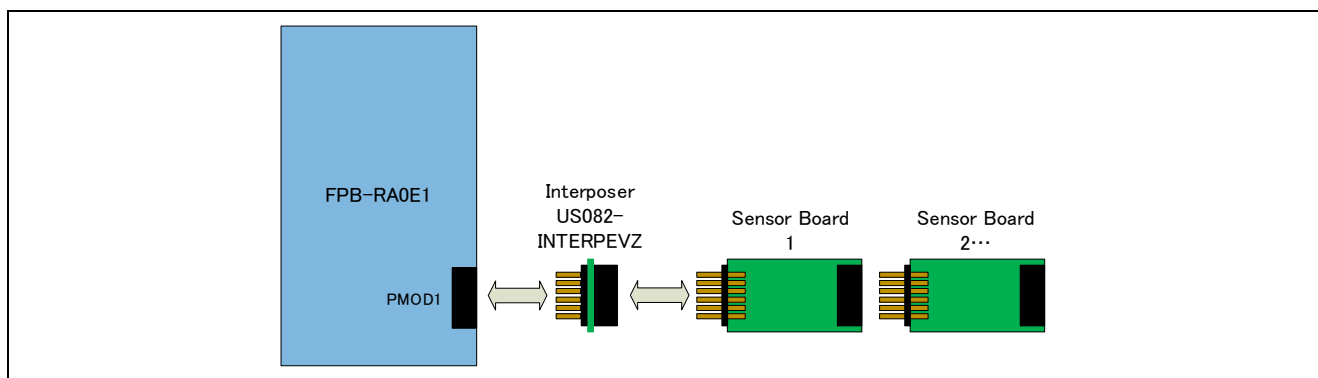 FPB-RA0E1
PMOD1
Interposer
US082-
INTERPEVZ
Sensor Board
1
Sensor Board
2…